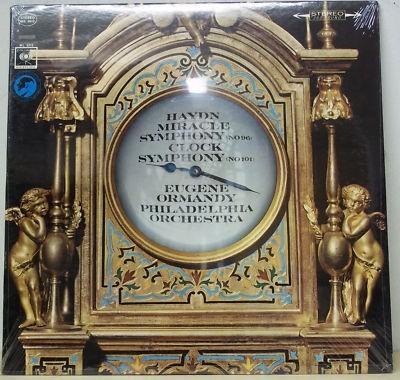 STEREO
HAYDN
MIRACLE
SYMPHONY (NO 96)
CLOCK
SYMPHONY (NO 101)
EUGENE
ORMANDY
PHILADELPHIA
ORCHESTRA